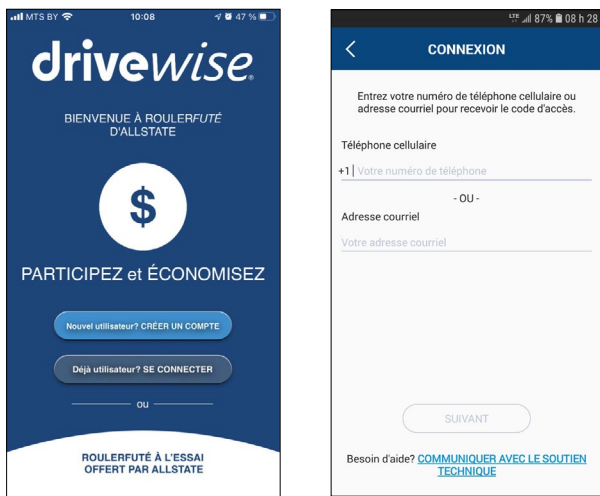 MTS BY 10:08 47 %
drivewise®
BIENVENUE À ROULERFUTÉ
D'ALLSTATE
$
PARTICIPEZ et ÉCONOMISEZ
Nouvel utilisateur? CRÉER UN COMPTE
Déjà utilisateur? SE CONNECTER
ou
ROULERFUTÉ À L'ESSAI
OFFERT PAR ALLSTATE
LTE 87% 08 h 28
CONNEXION
Entrez votre numéro de téléphone cellulaire ou
adresse courriel pour recevoir le code d'accès.
Téléphone cellulaire
+1 Votre numéro de téléphone
- OU -
Adresse courriel
Votre adresse courriel
SUIVANT
Besoin d'aide? COMMUNIQUER AVEC LE SOUTIEN
TECHNIQUE